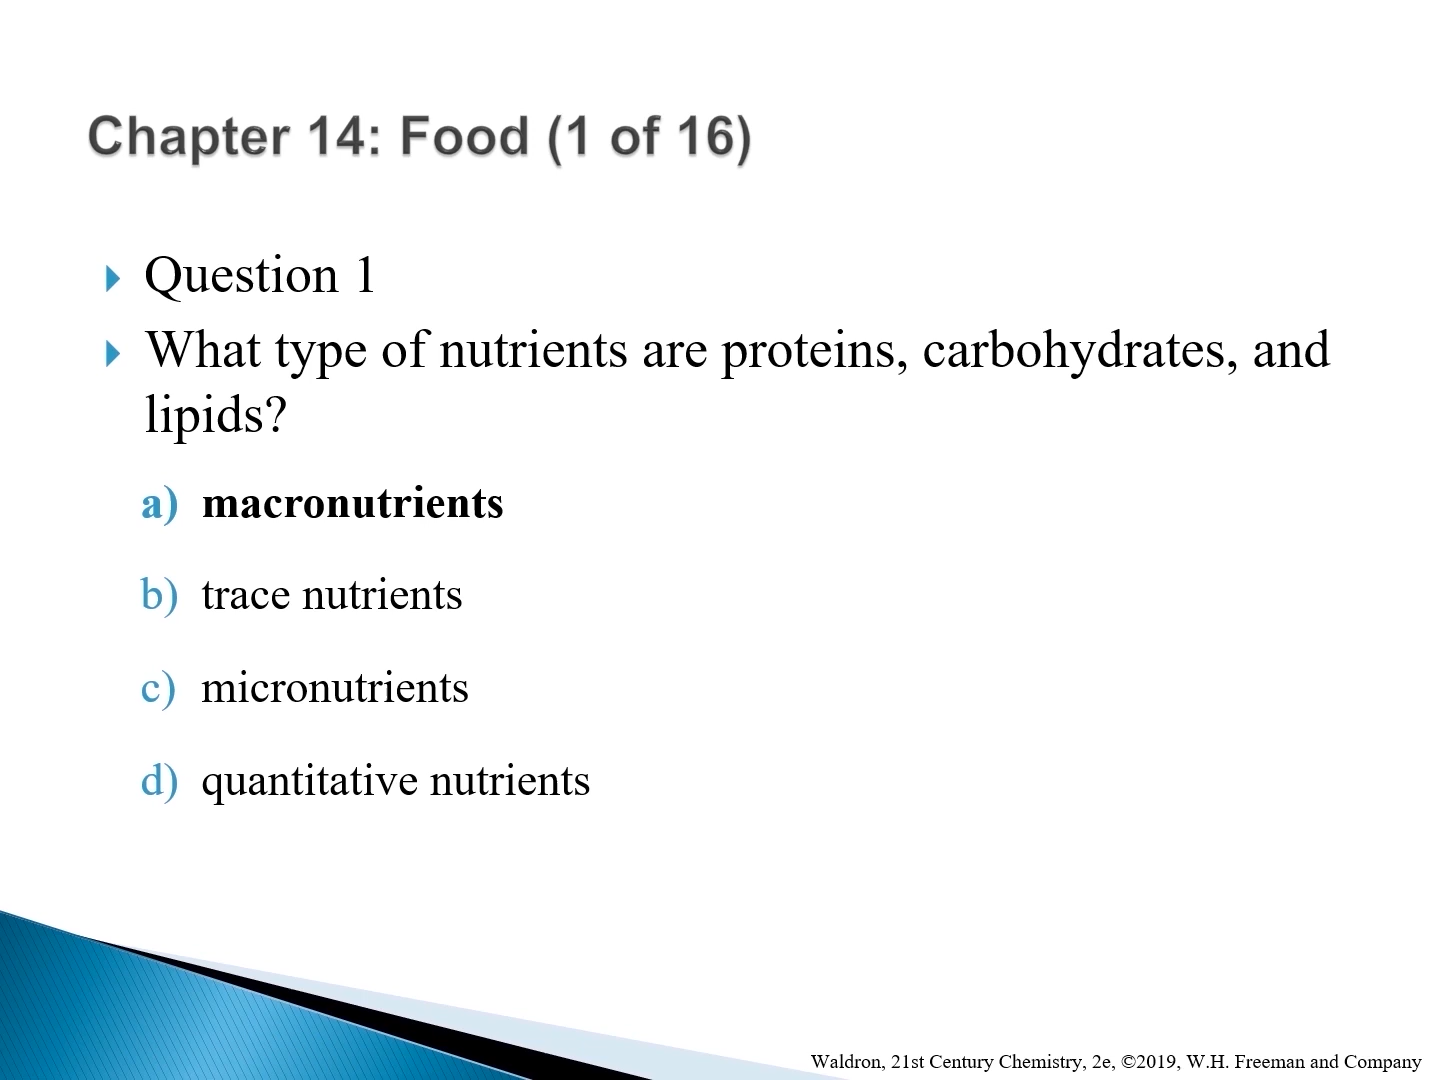 Chapter 14: Food (1 of 16)
Question 1
What type of nutrients are proteins, carbohydrates, and
lipids?
a) macronutrients
b) trace nutrients
c) micronutrients
d) quantitative nutrients
Waldron, 21st Century Chemistry, 2e, ©2019, W.H. Freeman and Company